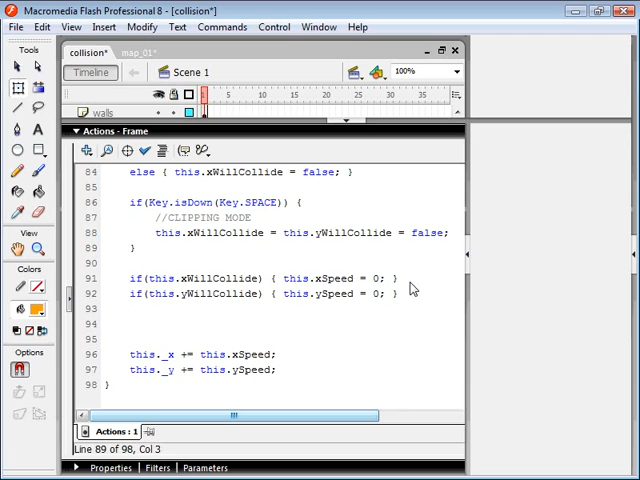 Macromedia Flash Professional 8 - [collision*]
File Edit View Insert Modify Text Commands Control Window Help
Tools
collision* map_01*
Timeline Scene 1 100%
1 5 10 15 20 25 30 35
walls
Actions - Frame
84 else { this.xWillCollide = false; }
85
86 if(Key.isDown(Key.SPACE)) {
87 //CLIPPING MODE
88 this.xWillCollide = this.yWillCollide = false;
89 }
90
91 if(this.xWillCollide) { this.xSpeed = 0; }
92 if(this.yWillCollide) { this.ySpeed = 0; }
93
94
95
96 this._x += this.xSpeed;
97 this._y += this.ySpeed;
98 }
View
Colors
Options
Actions : 1
Line 89 of 98, Col 3
Properties Filters Parameters